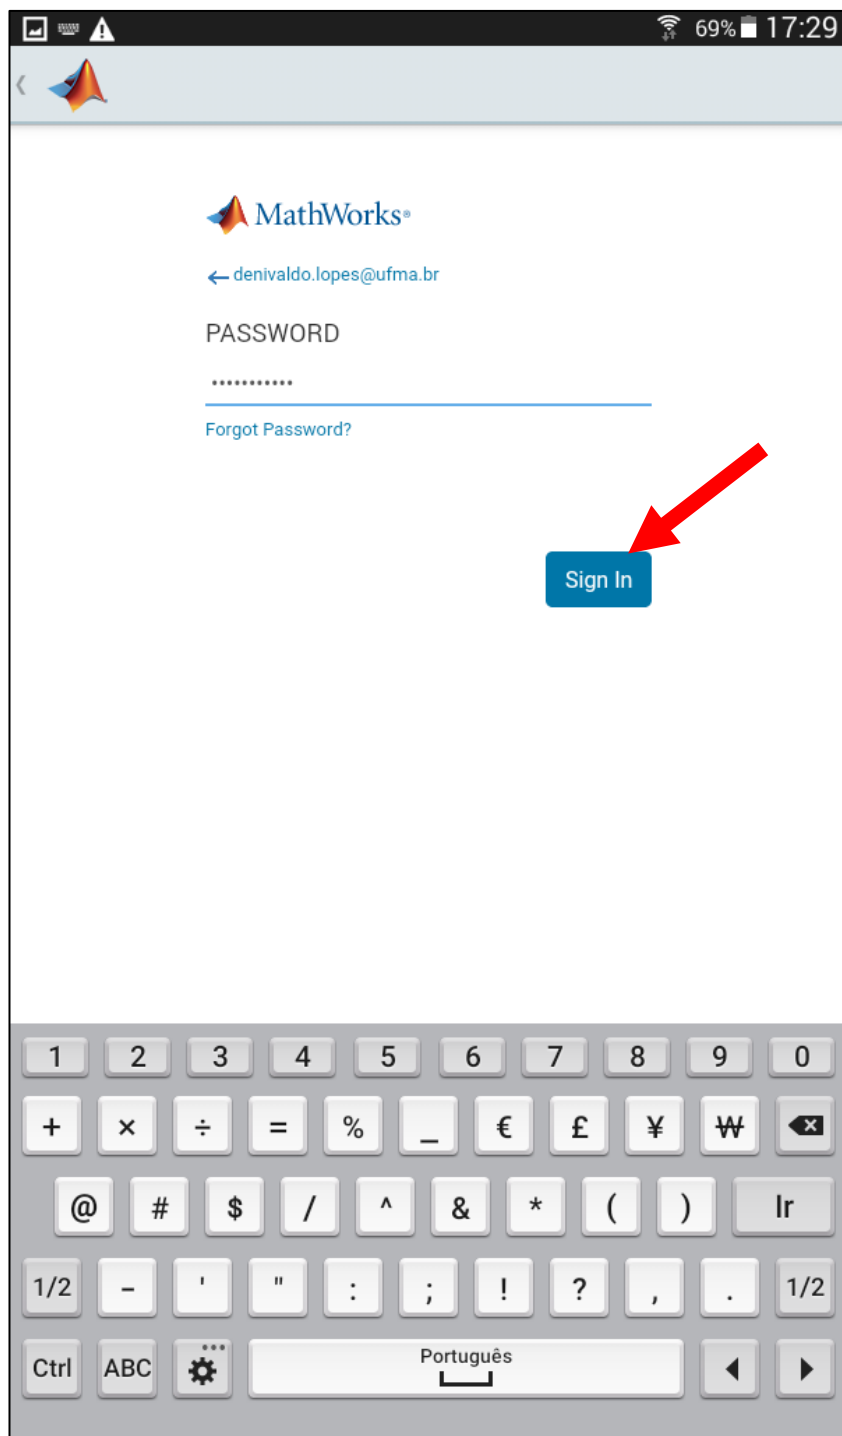 69% 17:29
MathWorks®
denivaldo.lopes@ufma.br
PASSWORD
•••••••••••
Forgot Password?
Sign In
1 2 3 4 5 6 7 8 9 0
+ × ÷ = % _ € £ ¥ ₩
@ # $ / ^ & * ( ) Ir
1/2 - ' " : ; ! ? , . 1/2
Ctrl ABC Português